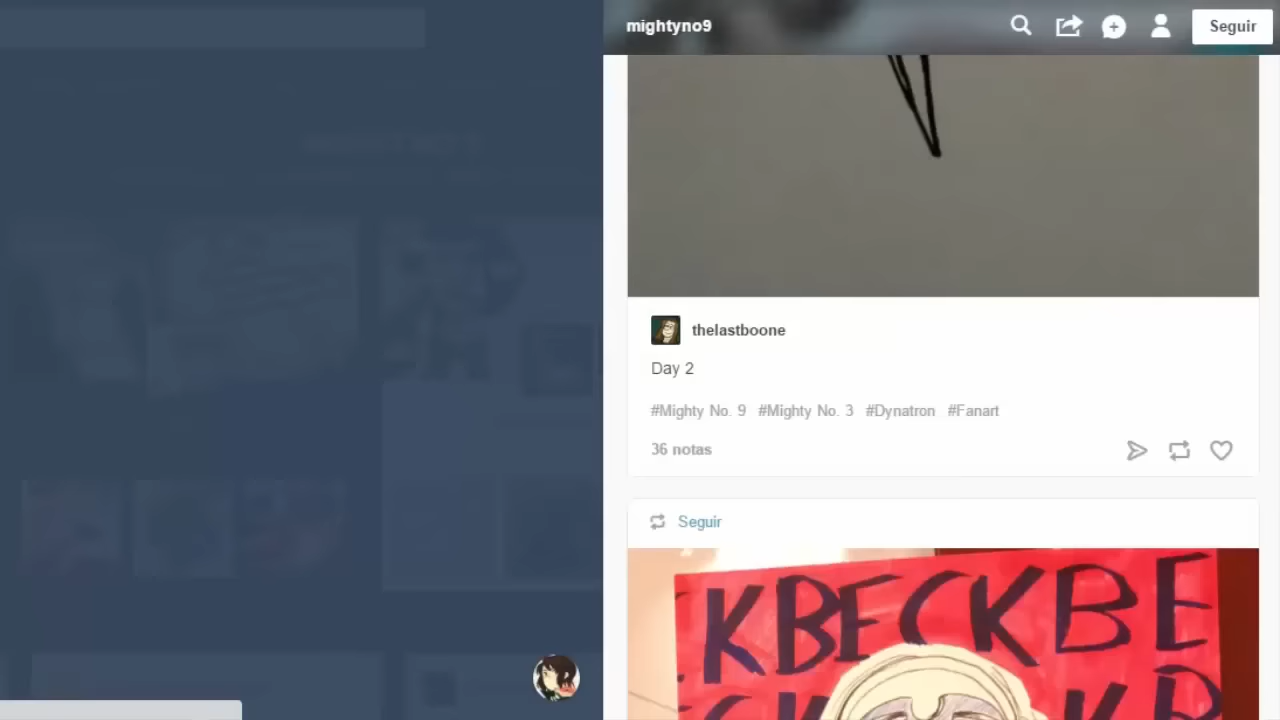 mightyno9
Seguir
thelastboone
Day 2
#Mighty No. 9 #Mighty No. 3 #Dynatron #Fanart
36 notas
Seguir
KBECKBE